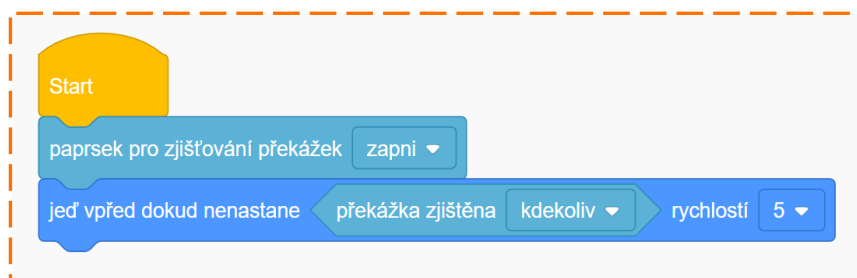 Start
paprsek pro zjišťování překážek zapni
jeď vpřed dokud nenastane překážka zjištěna kdekoliv rychlostí 5